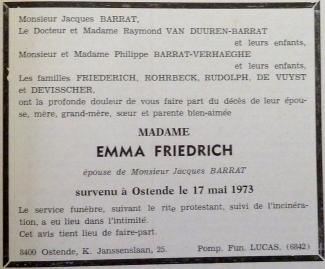 Monsieur Jacques BARRAT,
Le Docteur et Madame Raymond VAN DUUREN-BARRAT
et leurs enfants,
Monsieur et Madame Philippe BARRAT-VERHAEGHE
et leurs enfants,
Les familles FRIEDERICH, ROHRBECK, RUDOLPH, DE VUYST
et DEVISSCHER,
ont la profonde douleur de vous faire part du décès de leur épou-
se, mère, grand-mère, sœur et parente bien-aimée
MADAME
EMMA FRIEDRICH
épouse de Monsieur Jacques BARRAT
survenu à Ostende le 17 mai 1973
Le service funèbre, suivant le rite protestant, suivi de l'incinéra-
tion, a eu lieu dans l'intimité.
Cet avis tient lieu de faire-part.
8400 Ostende, K. Janssenslaan, 25. Pomp. Fun. LUCAS. (6842)